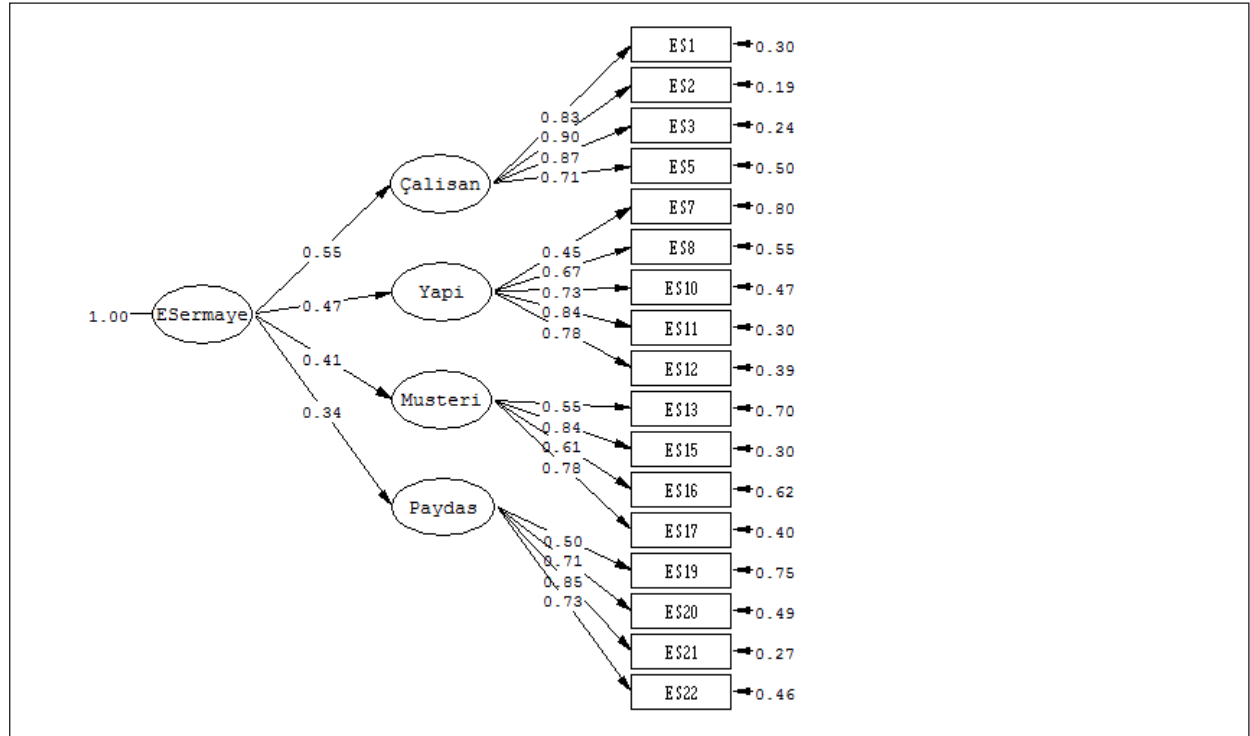 ES1 0.30
ES2 0.19
0.83
0.90
ES3 0.24
0.87
0.71
ES5 0.50
Çalisan
ES7 0.80
0.55
0.45
ES8 0.55
0.67
ES10 0.47
Yapi
0.73
0.47
0.84
1.00 ESermaye
ES11 0.30
0.78
0.41
ES12 0.39
Musteri
0.55
ES13 0.70
0.34
0.84
ES15 0.30
0.61
0.78
ES16 0.62
Paydas
ES17 0.40
0.50
0.71
ES19 0.75
0.85
0.73
ES20 0.49
ES21 0.27
ES22 0.46